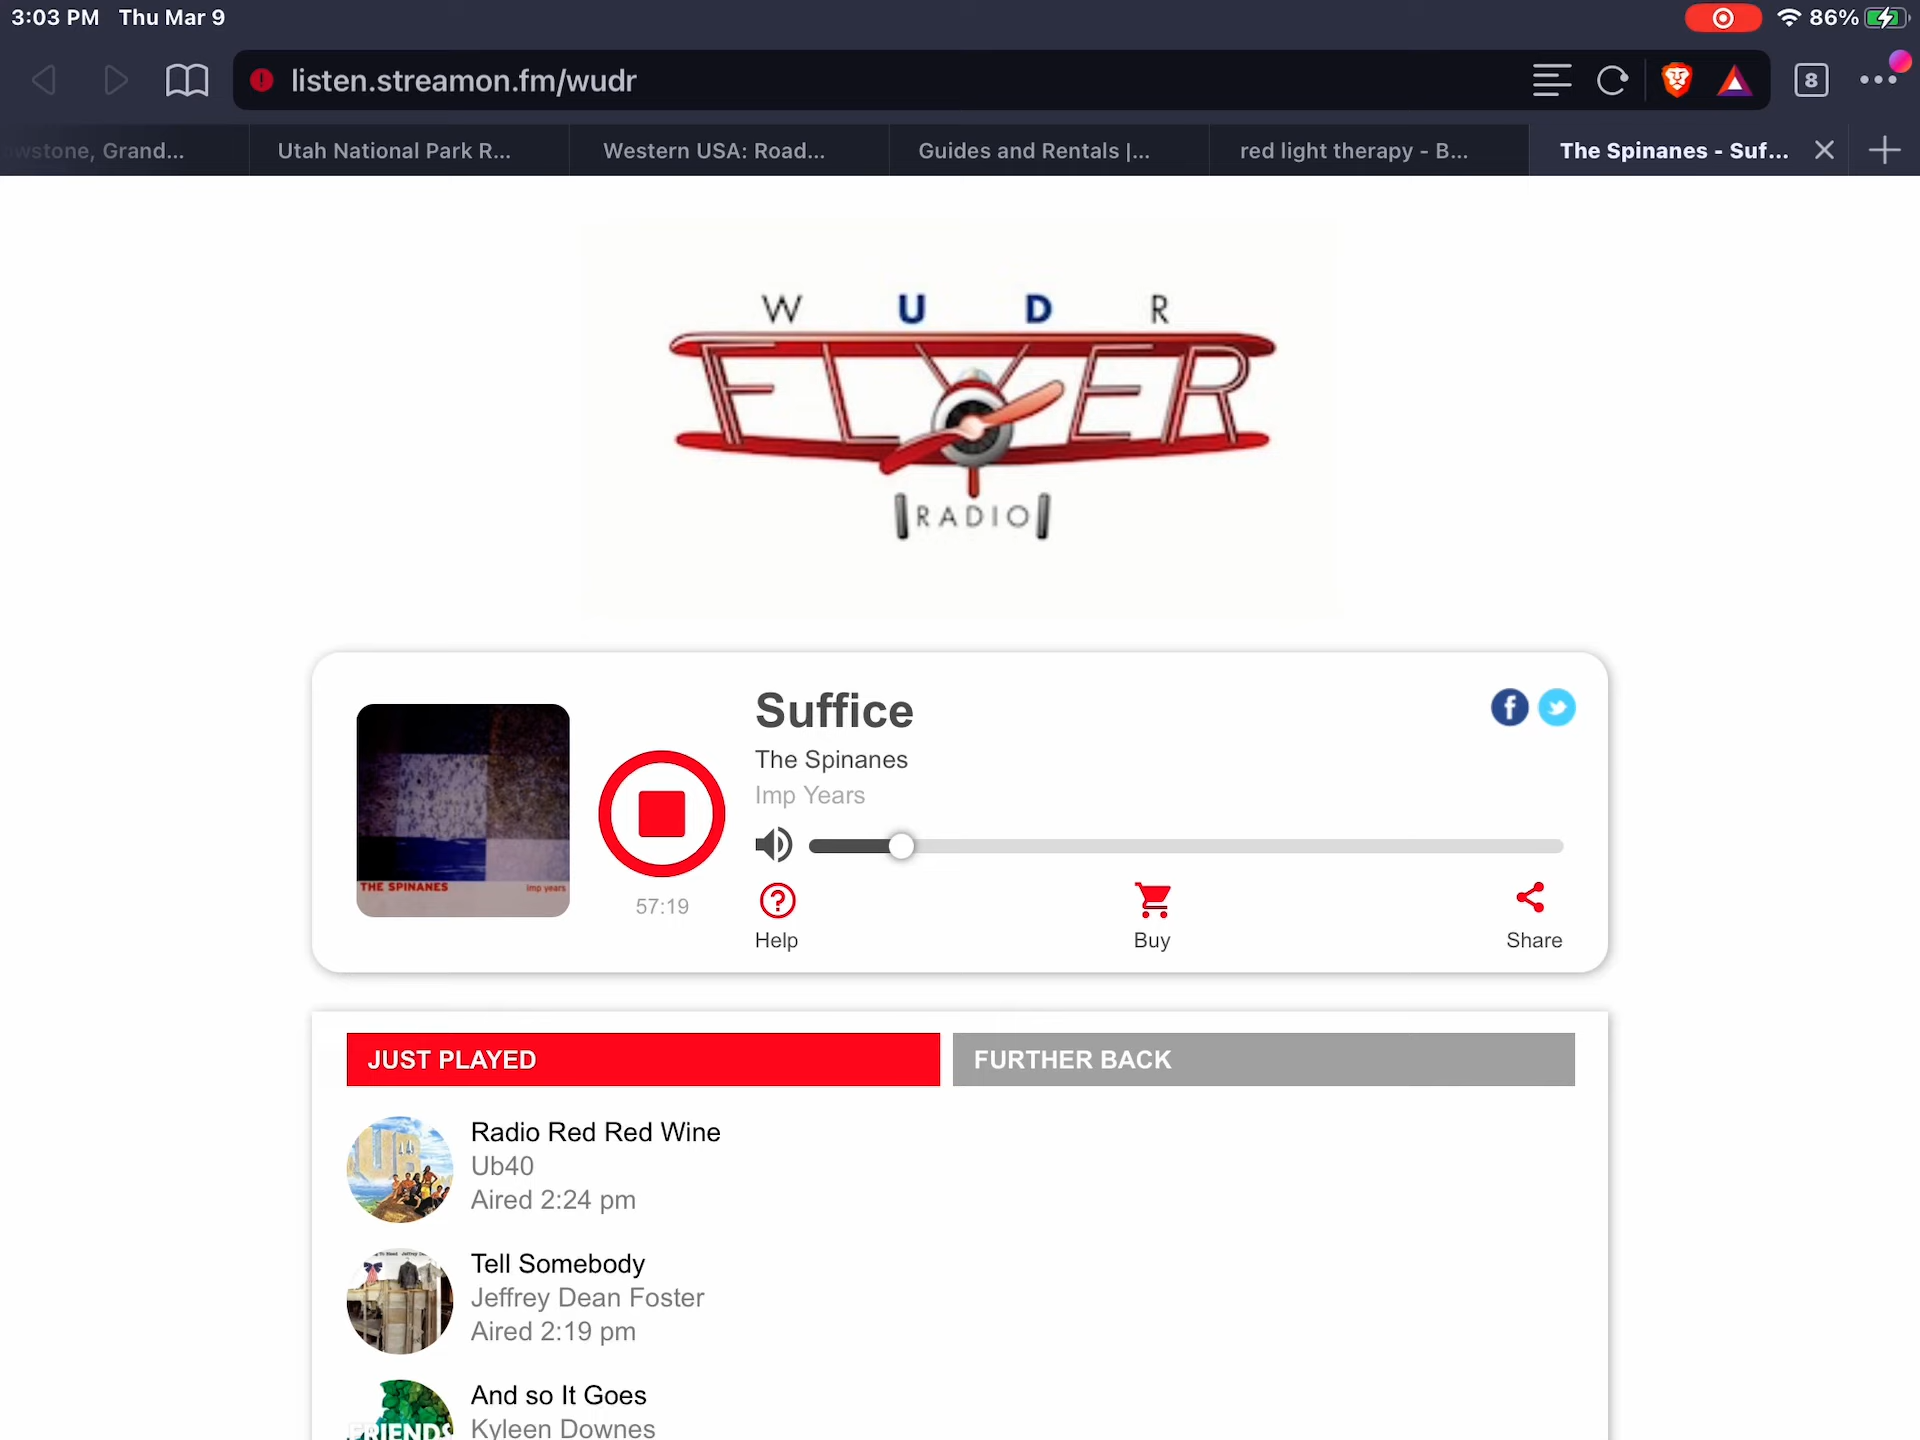 3:03 PM Thu Mar 9
86%
listen.streamon.fm/wudr
8
wstone, Grand...
Utah National Park R...
Western USA: Road...
Guides and Rentals |...
red light therapy - B...
The Spinanes - Suf...
W U D R
FLYER
RADIO
Suffice
The Spinanes
Imp Years
THE SPINANES imp years
57:19
Help
Buy
Share
JUST PLAYED
FURTHER BACK
Radio Red Red Wine
Ub40
Aired 2:24 pm
UB
Tell Somebody
Jeffrey Dean Foster
Aired 2:19 pm
And so It Goes
Kyleen Downes
FRIENDS